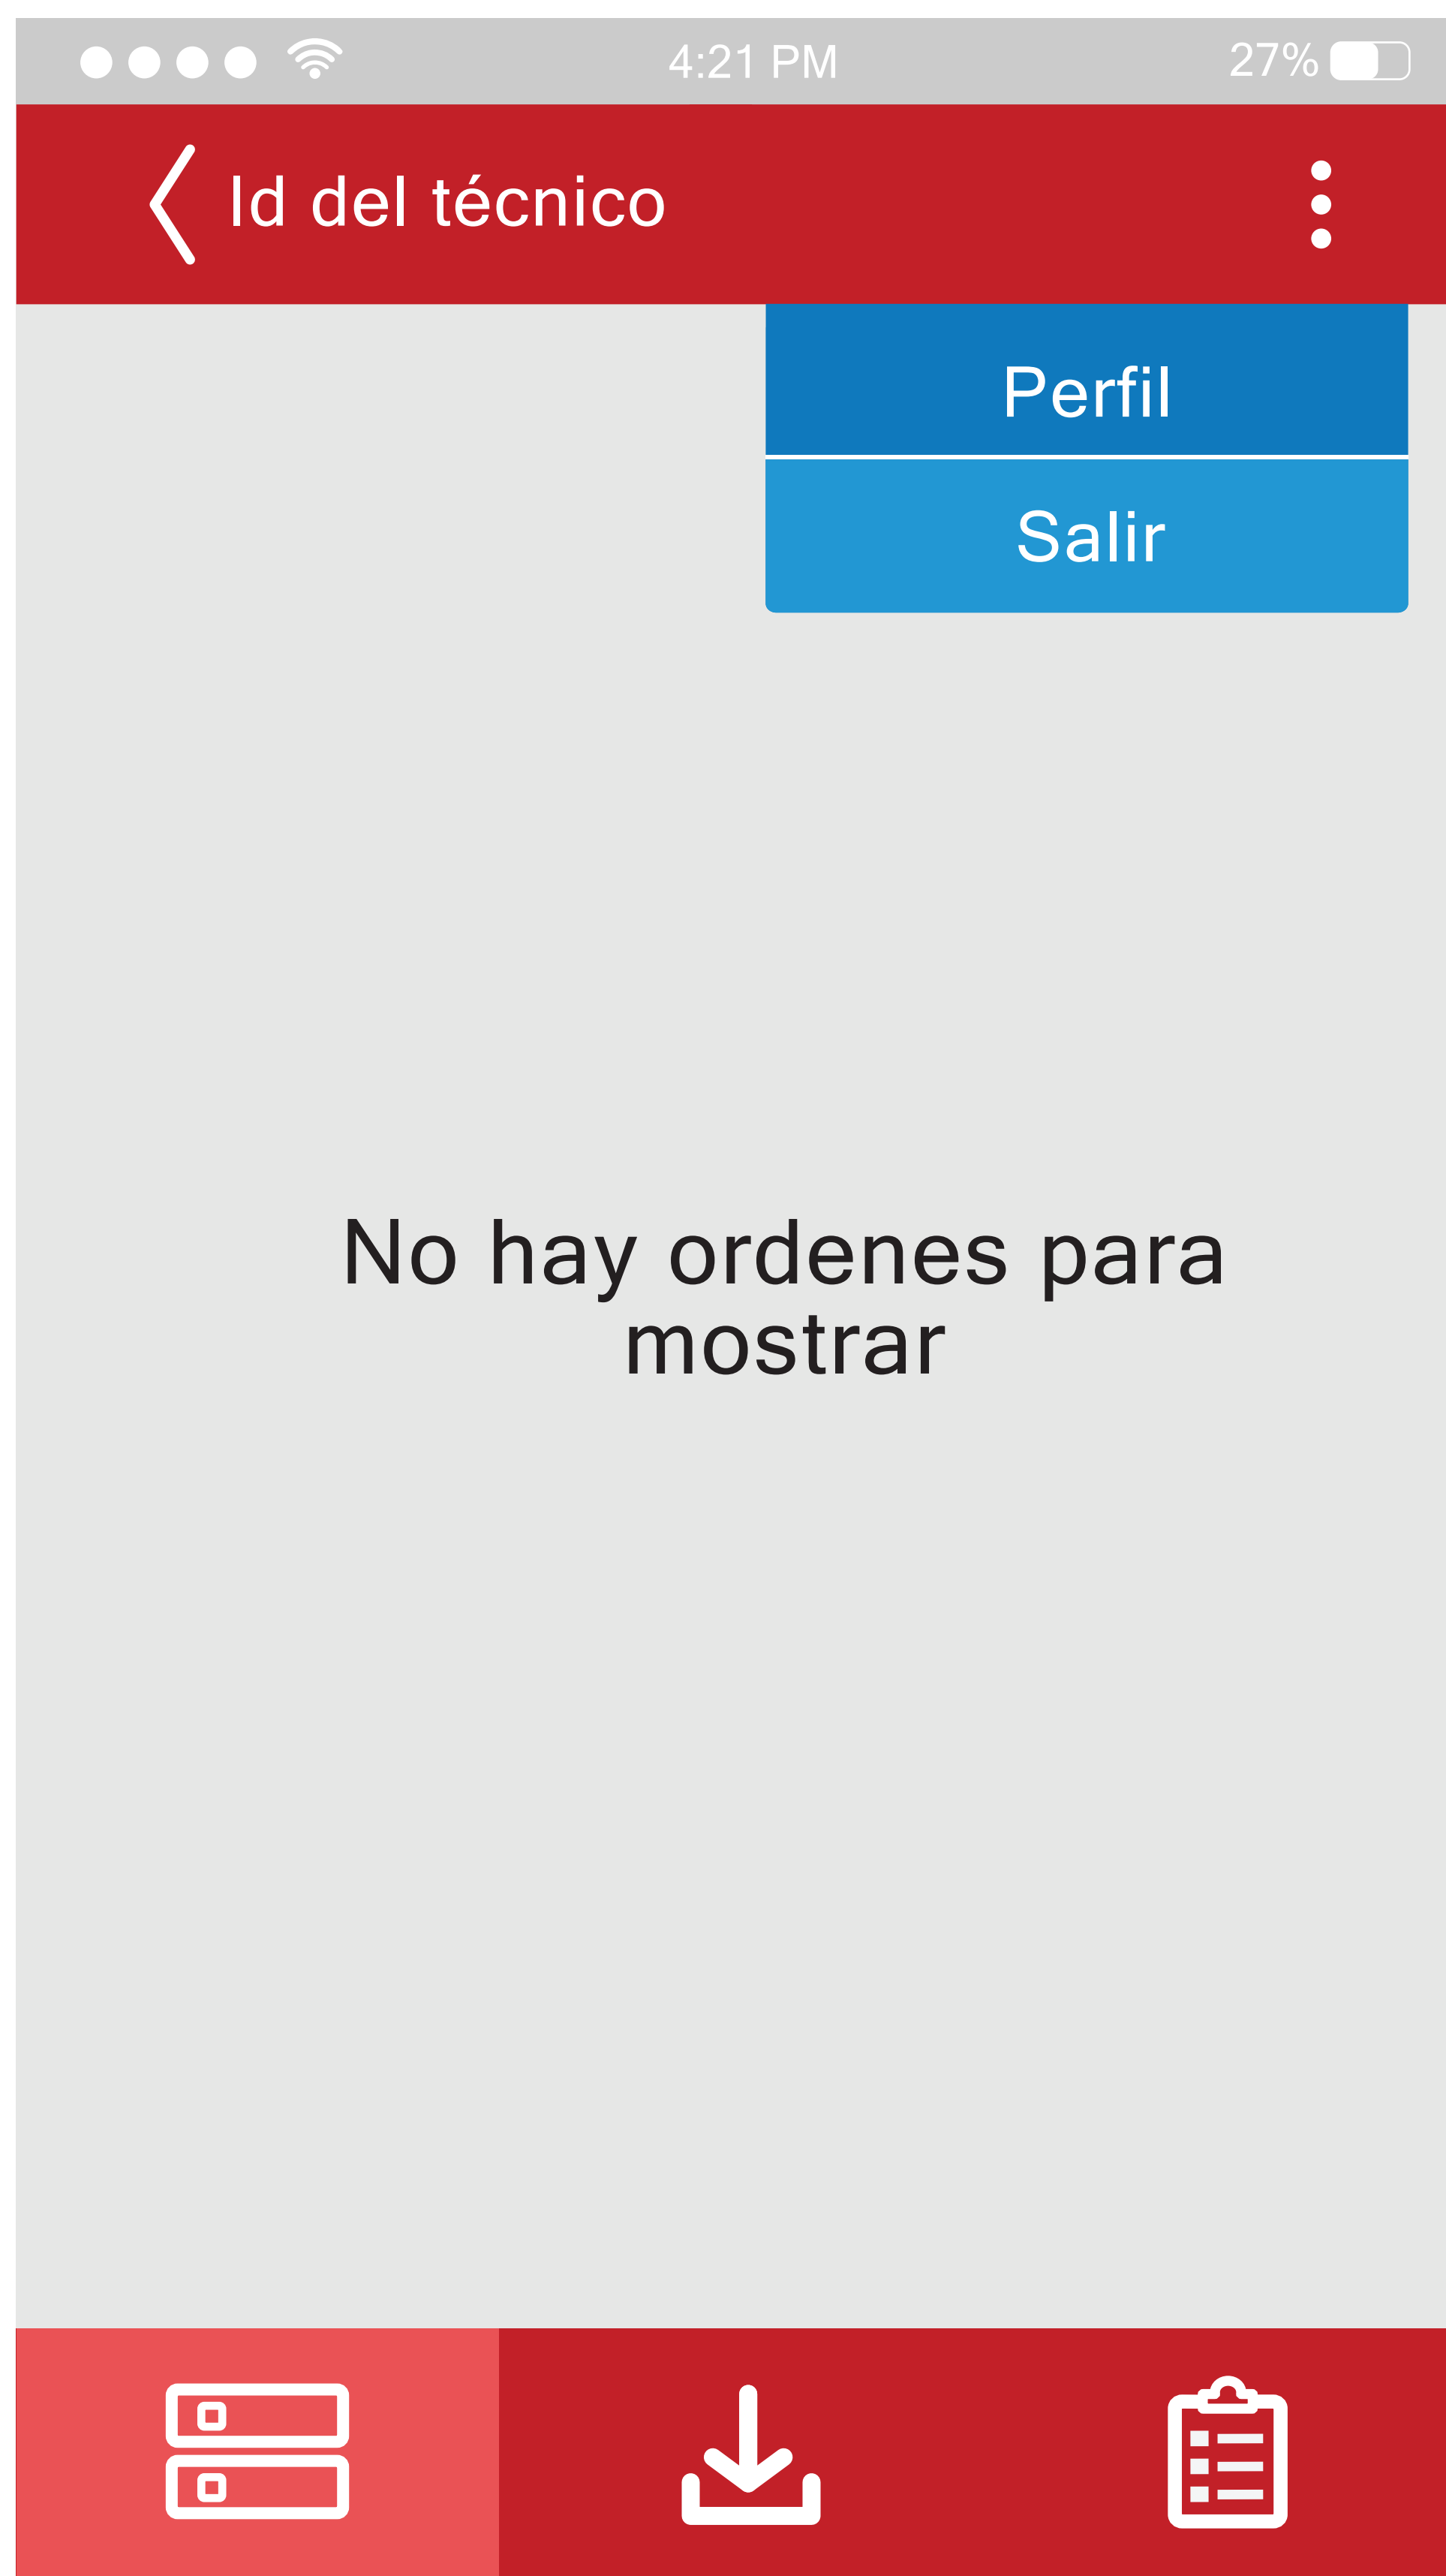 4:21 PM
27%
Id del técnico
Perfil
Salir
No hay ordenes para
mostrar